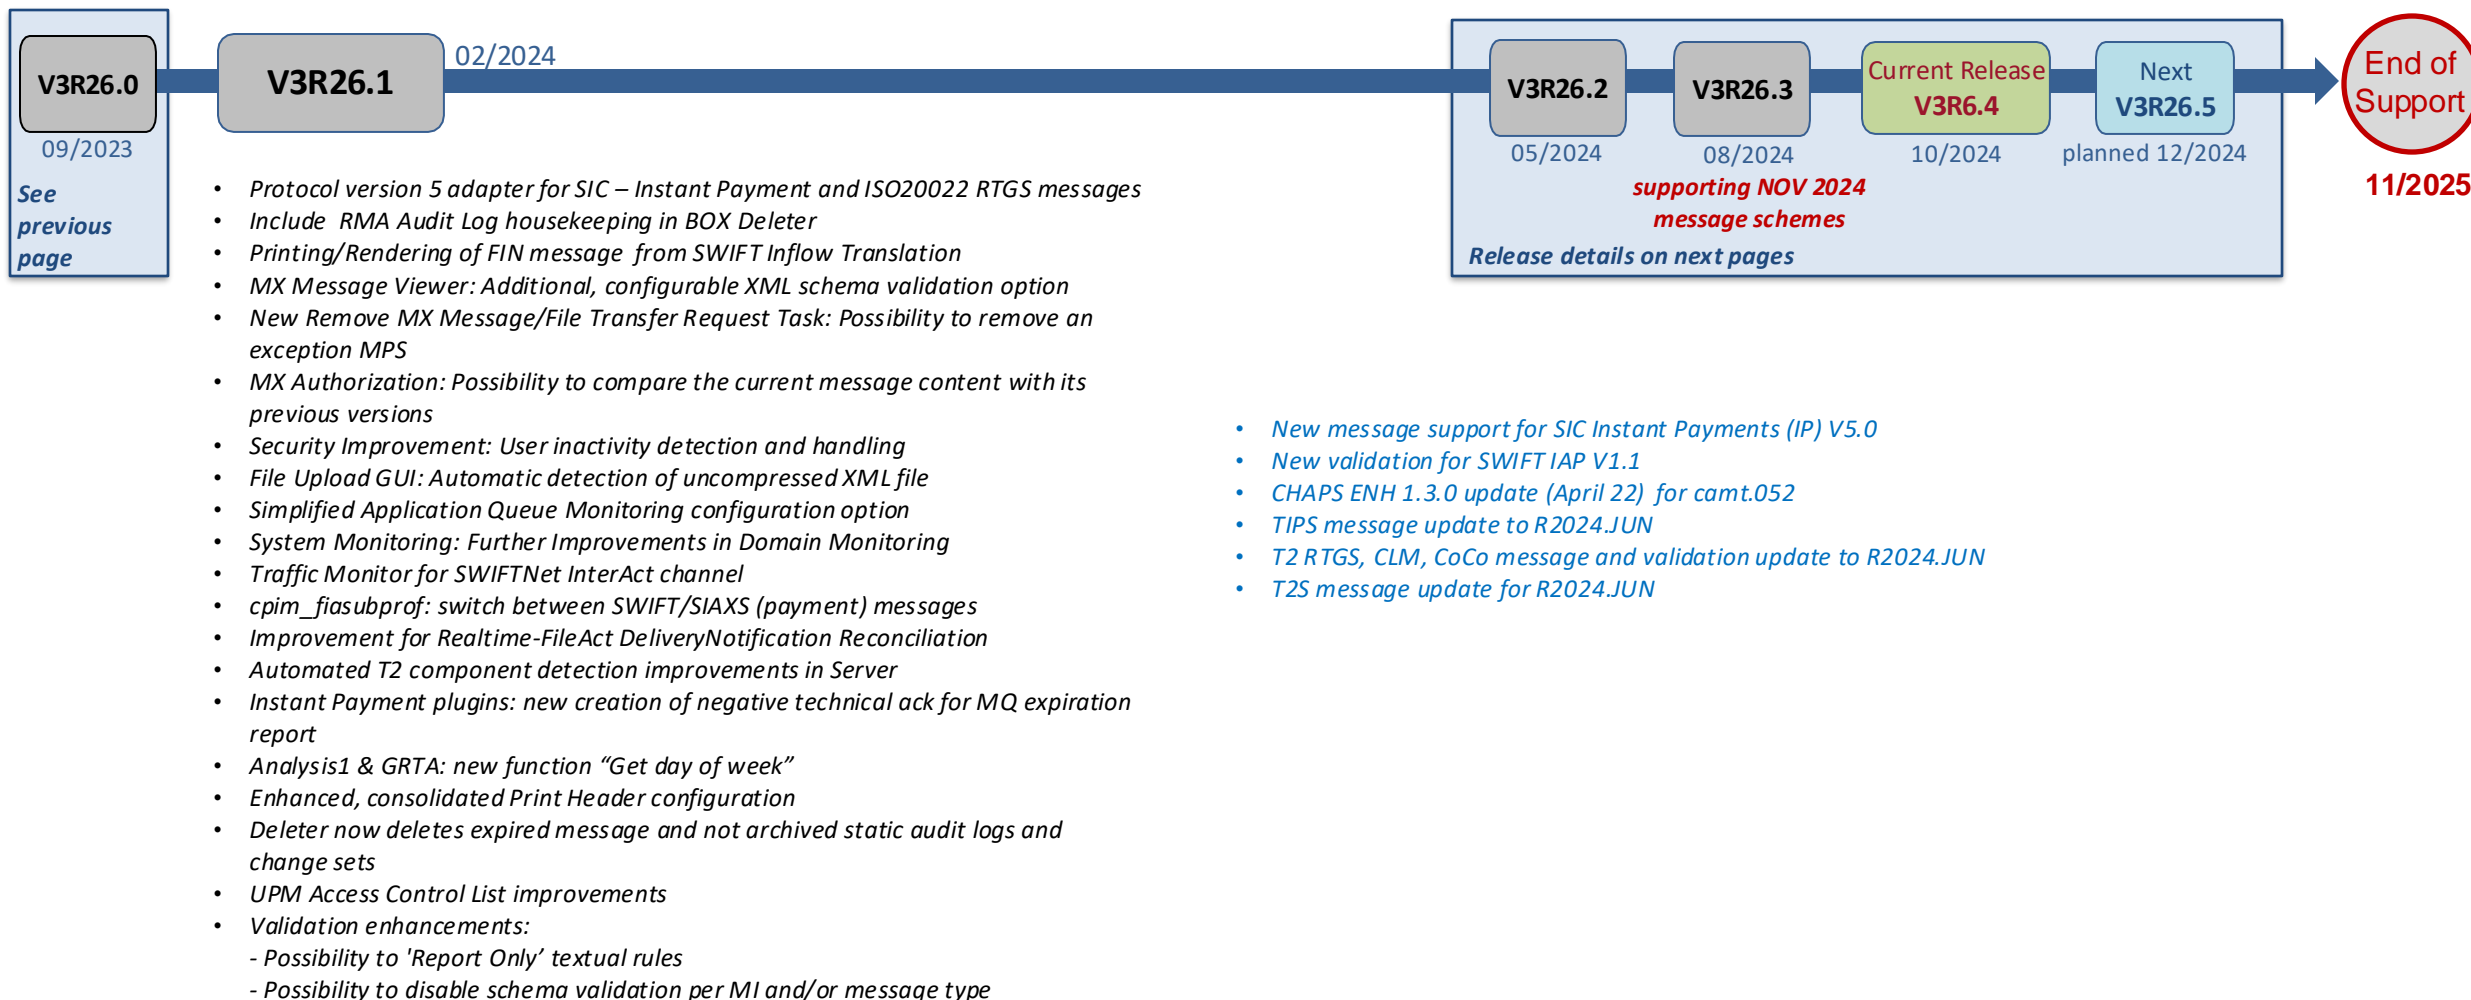 V3R26.0
09/2023
See
previous
page
V3R26.1
02/2024
V3R26.2
05/2024
V3R26.3
08/2024
supporting NOV 2024
message schemes
Current Release
V3R6.4
10/2024
Next
V3R26.5
planned 12/2024
Release details on next pages
End of
Support
11/2025
• Protocol version 5 adapter for SIC – Instant Payment and ISO20022 RTGS messages
• Include RMA Audit Log housekeeping in BOX Deleter
• Printing/Rendering of FIN message from SWIFT Inflow Translation
• MX Message Viewer: Additional, configurable XML schema validation option
• New Remove MX Message/File Transfer Request Task: Possibility to remove an
exception MPS
• MX Authorization: Possibility to compare the current message content with its
previous versions
• Security Improvement: User inactivity detection and handling
• File Upload GUI: Automatic detection of uncompressed XML file
• Simplified Application Queue Monitoring configuration option
• System Monitoring: Further Improvements in Domain Monitoring
• Traffic Monitor for SWIFTNet InterAct channel
• cpim_fiasubprof: switch between SWIFT/SIAXS (payment) messages
• Improvement for Realtime-FileAct DeliveryNotification Reconciliation
• Automated T2 component detection improvements in Server
• Instant Payment plugins: new creation of negative technical ack for MQ expiration
report
• Analysis1 & GRTA: new function “Get day of week”
• Enhanced, consolidated Print Header configuration
• Deleter now deletes expired message and not archived static audit logs and
change sets
• UPM Access Control List improvements
• Validation enhancements:
- Possibility to 'Report Only’ textual rules
- Possibility to disable schema validation per MI and/or message type
• New message support for SIC Instant Payments (IP) V5.0
• New validation for SWIFT IAP V1.1
• CHAPS ENH 1.3.0 update (April 22) for camt.052
• TIPS message update to R2024.JUN
• T2 RTGS, CLM, CoCo message and validation update to R2024.JUN
• T2S message update for R2024.JUN